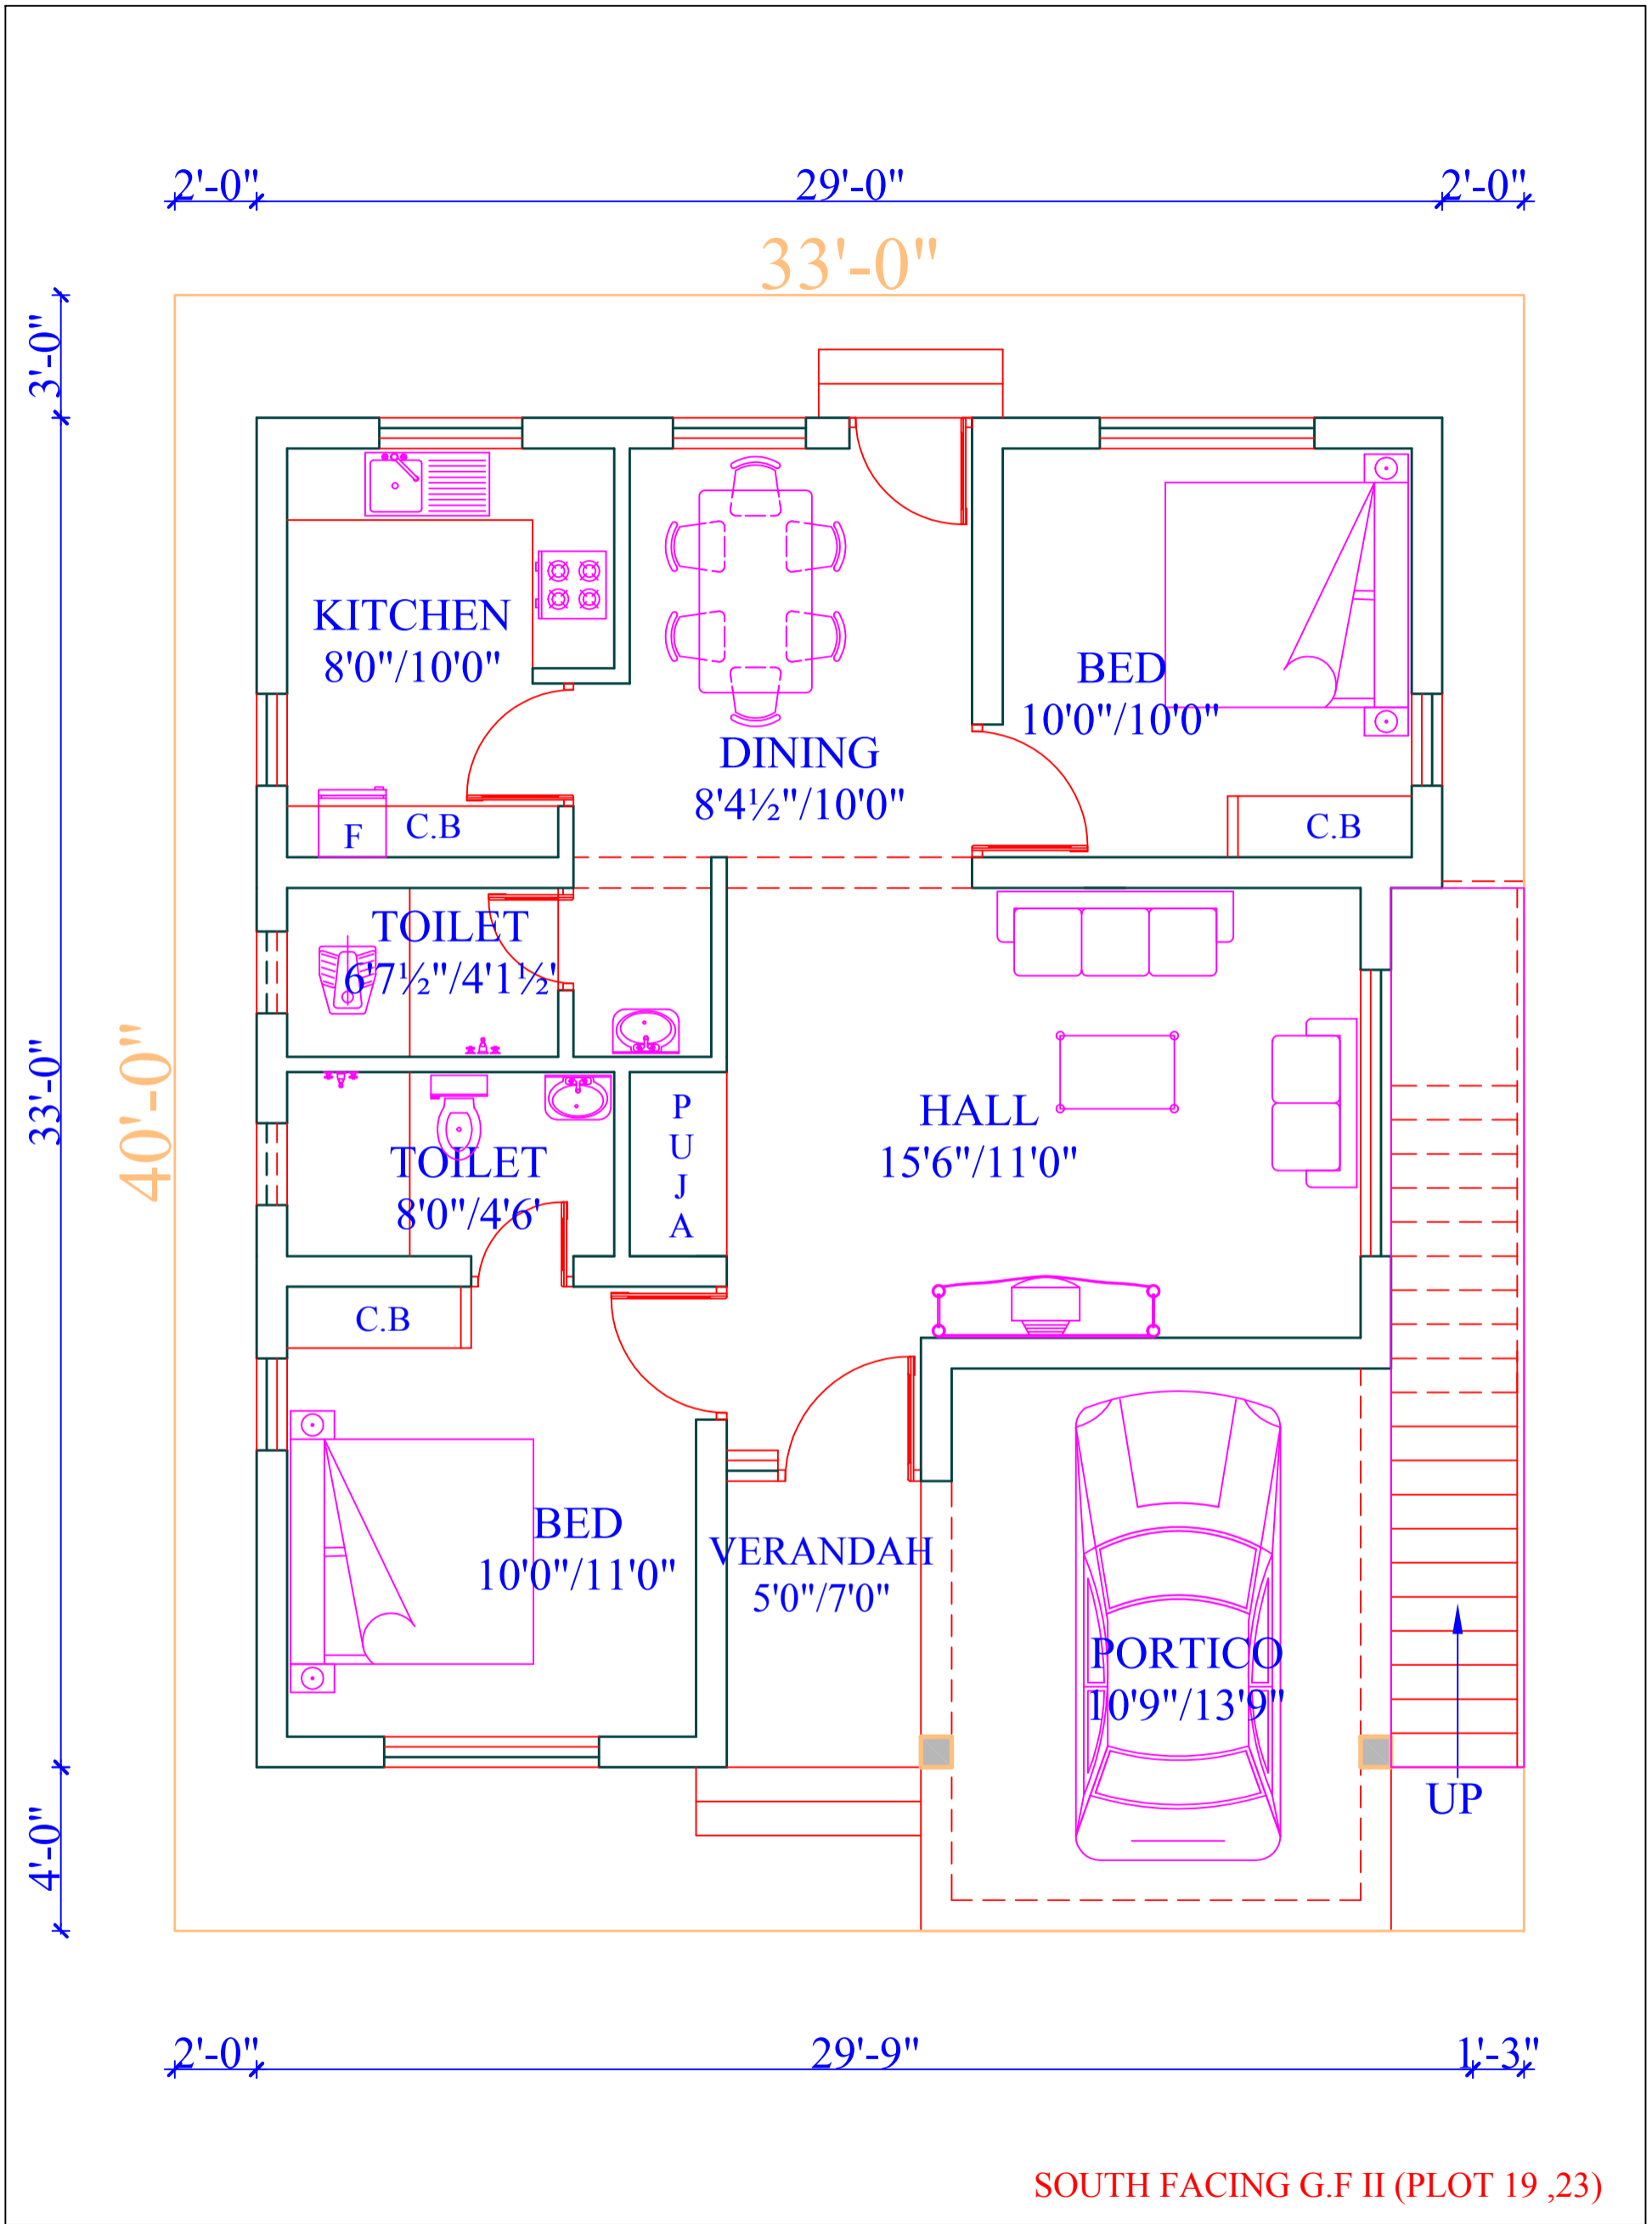 2'-0"
29'-0"
2'-0"
33'-0"
3'-0"
33'-0"
4'-0"
40'-0"
KITCHEN
8'0"/10'0"
DINING
8'4½"/10'0"
BED
10'0"/10'0"
F
C.B
C.B
TOILET
6'7½"/4'1½'
TOILET
8'0"/4'6'
P
U
J
A
HALL
15'6"/11'0"
C.B
BED
10'0"/11'0"
VERANDAH
5'0"/7'0"
PORTICO
10'9"/13'9"
UP
2'-0"
29'-9"
1'-3"
SOUTH FACING G.F II (PLOT 19 ,23)